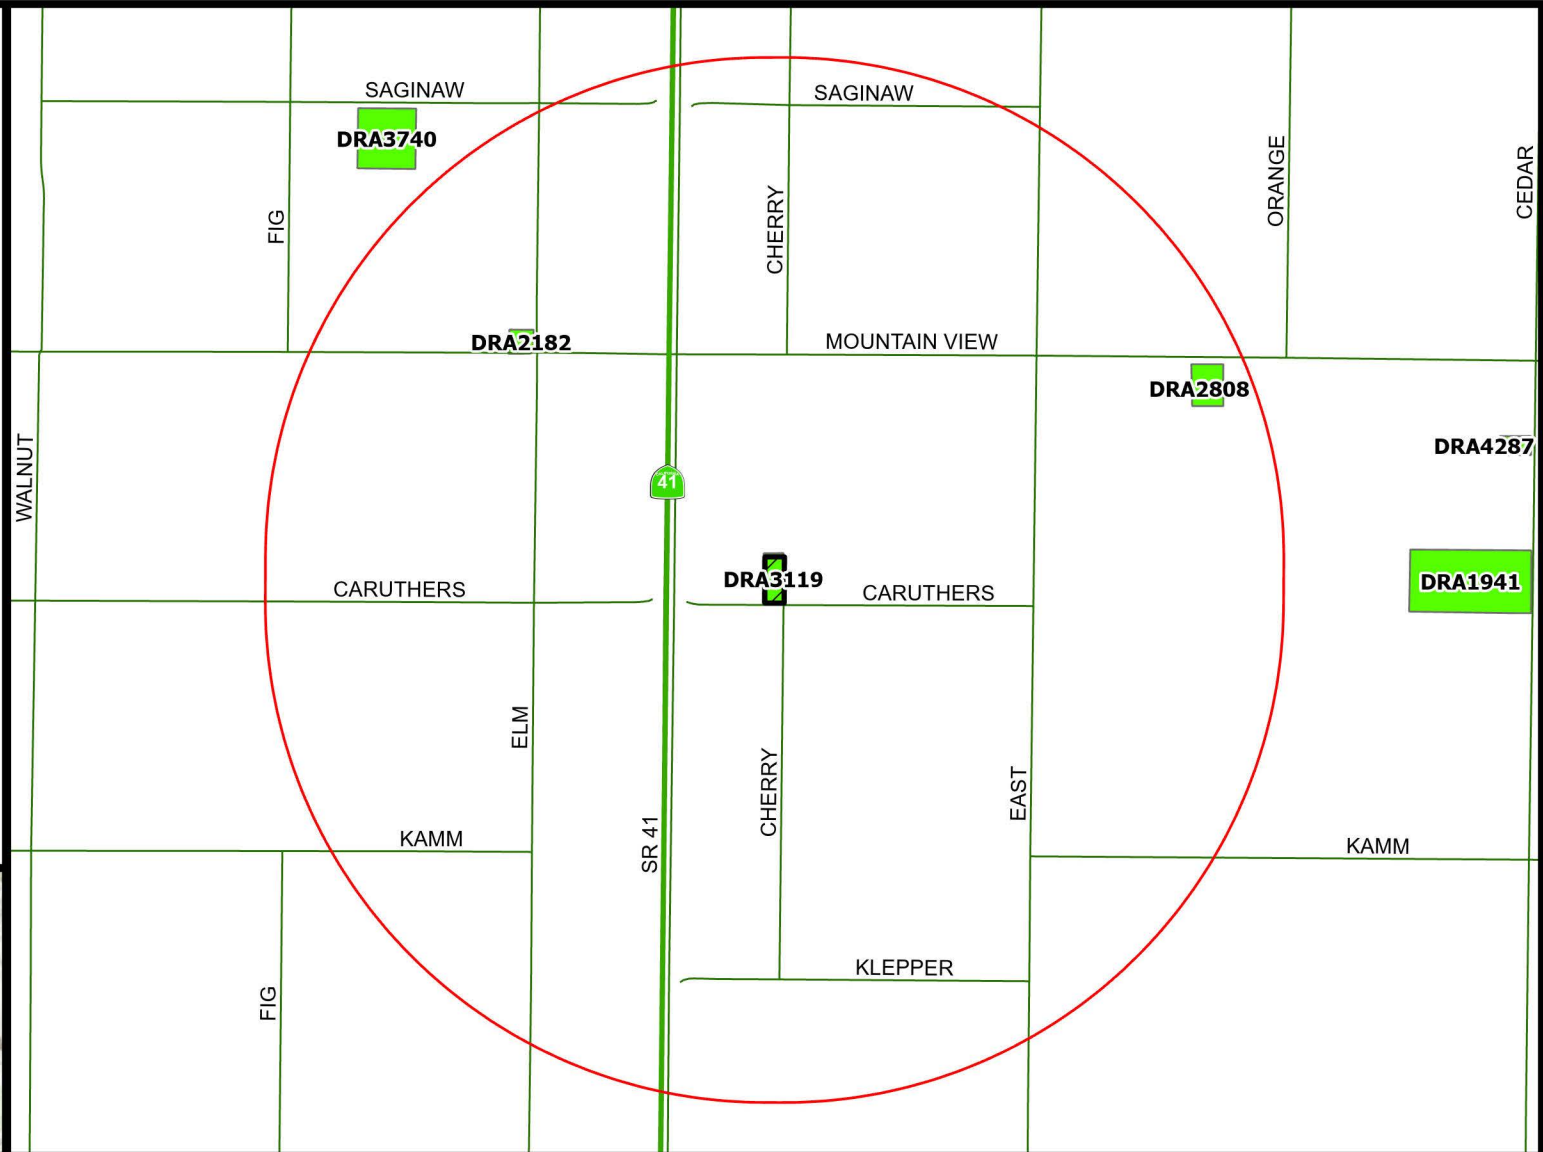 SAGINAW
SAGINAW
DRA3740
ORANGE
CEDAR
FIG
CHERRY
DRA2182
MOUNTAIN VIEW
DRA2808
DRA4287
WALNUT
41
DRA3119
DRA1941
CARUTHERS
CARUTHERS
ELM
CHERRY
EAST
SR 41
KAMM
KAMM
KLEPPER
FIG